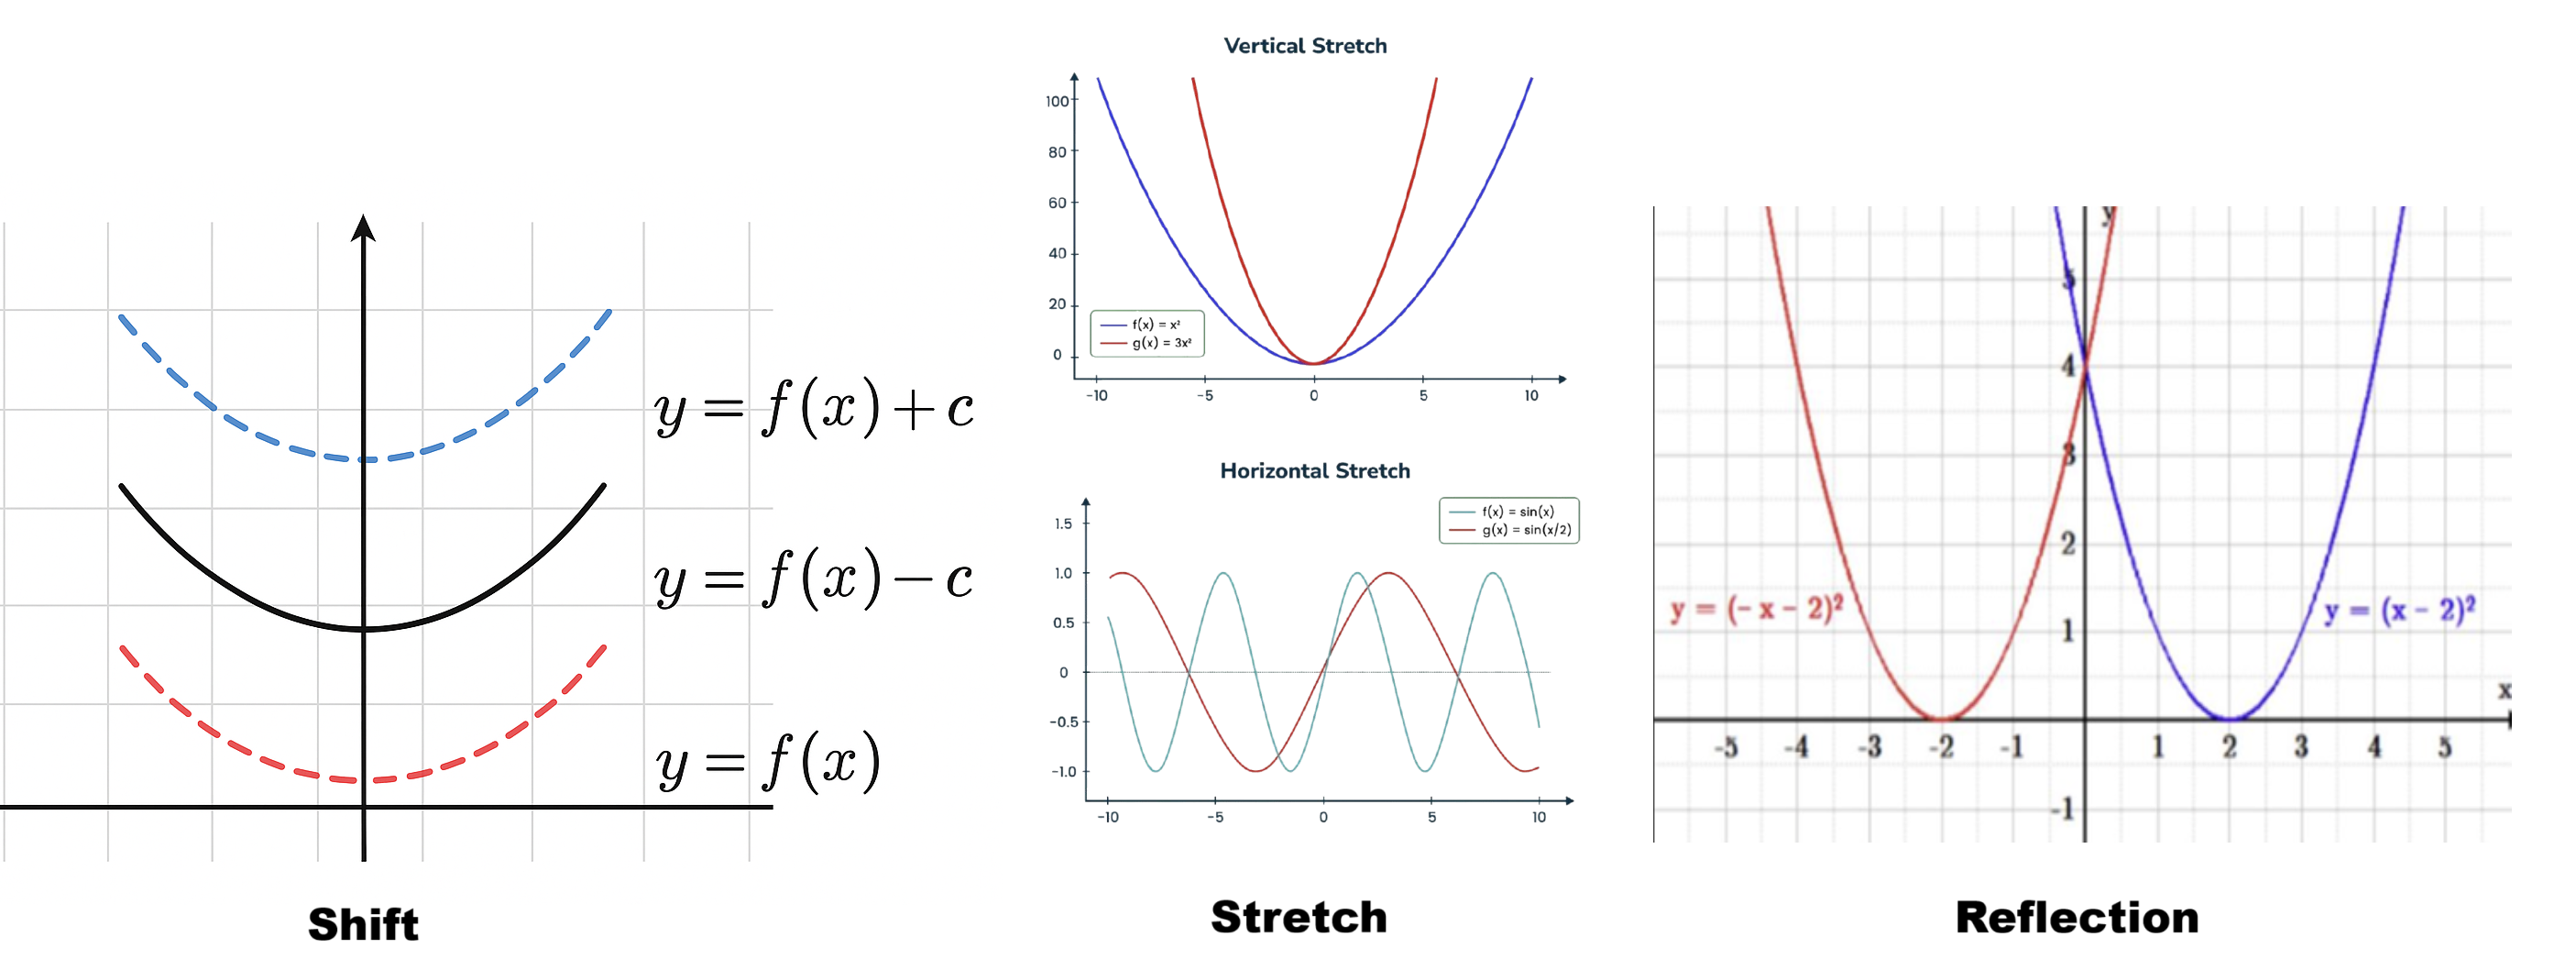 y = f(x) + c
y = f(x) − c
y = f(x)
Shift
Vertical Stretch
100
80
60
40
20
0
f(x) = x²
g(x) = 3x²
-10 -5 0 5 10
Horizontal Stretch
f(x) = sin(x)
g(x) = sin(x/2)
1.5
1.0
0.5
0
-0.5
-1.0
-10 -5 0 5 10
Stretch
y
5
4
3
2
y = (- x - 2)² 1 y = (x - 2)²
x
-5 -4 -3 -2 -1 1 2 3 4 5
-1
Reflection